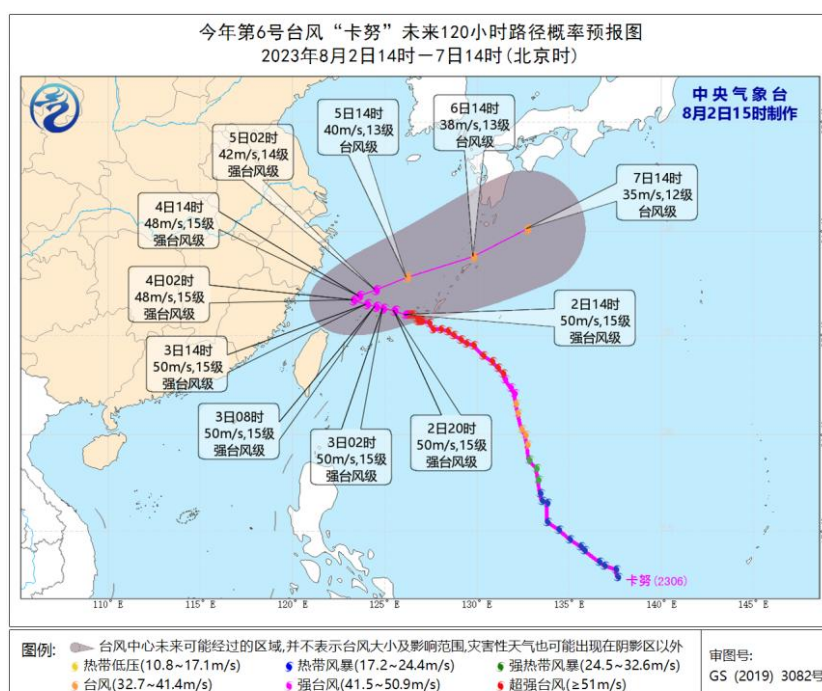 今年第6号台风“卡努”未来120小时路径概率预报图
2023年8月2日14时－7日14时(北京时)
中央气象台
8月2日15时制作
6日14时
38m/s,13级
台风级
5日14时
40m/s,13级
台风级
5日02时
42m/s,14级
强台风级
7日14时
35m/s,12级
台风级
4日14时
48m/s,15级
强台风级
4日02时
48m/s,15级
强台风级
2日14时
50m/s,15级
强台风级
3日14时
50m/s,15级
强台风级
3日08时
50m/s,15级
强台风级
3日02时
50m/s,15级
强台风级
2日20时
50m/s,15级
强台风级
卡努(2306)
110°E 115°E 120°E 125°E 130°E 135°E 140°E 145°E
图例:
台风中心未来可能经过的区域,并不表示台风大小及影响范围,灾害性天气也可能出现在阴影区以外
热带低压(10.8~17.1m/s) 热带风暴(17.2~24.4m/s) 强热带风暴(24.5~32.6m/s)
台风(32.7~41.4m/s) 强台风(41.5~50.9m/s) 超强台风(≥51m/s)
审图号:
GS (2019) 3082号